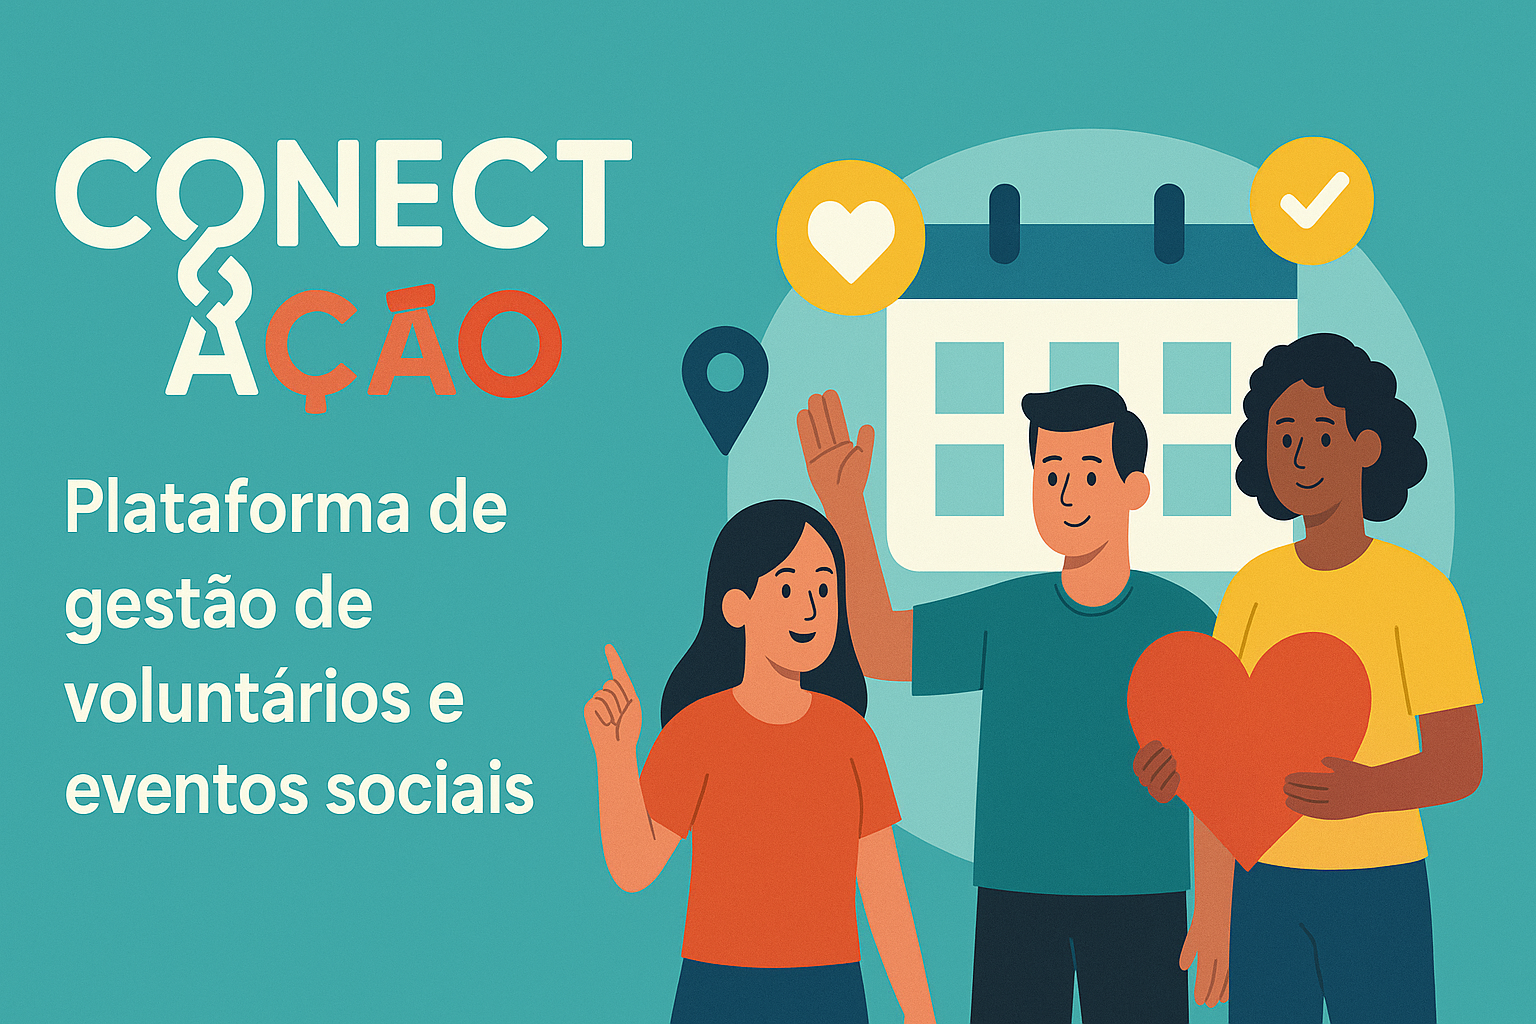 CONECT
AÇÃO
Plataforma de
gestão de
voluntários e
eventos sociais